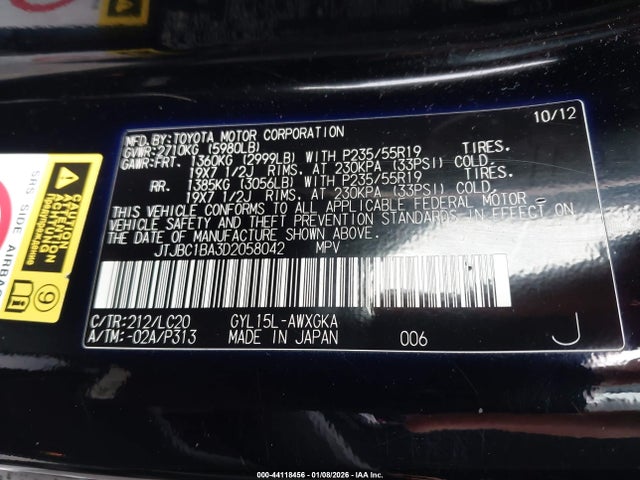 10/12
MFD.BY:TOYOTA MOTOR CORPORATION
GVWR:2710KG (5980LB)
GAWR:FRT. 1360KG (2999LB) WITH P235/55R19 TIRES.
19X7 1/2J RIMS. AT 230KPA (33PSI) COLD.
RR. 1385KG (3056LB) WITH P235/55R19 TIRES.
19X7 1/2J RIMS. AT 230KPA (33PSI) COLD.
THIS VEHICLE CONFORMS TO ALL APPLICABLE FEDERAL MOTOR
VEHICLE SAFETY AND THEFT PREVENTION STANDARDS IN EFFECT ON
THE DATE OF MANUFACTURE SHOWN ABOVE.
JTJBC1BA3D2058042 MPV
C/TR:212/LC20 GYL15L-AWXGKA
A/TM:-02A/P313 MADE IN JAPAN 006 J
SRS SIDE AIRBAG
CAUTION
ACHTUNG
9
000-44118456 - 01/08/2026 - IAA Inc.